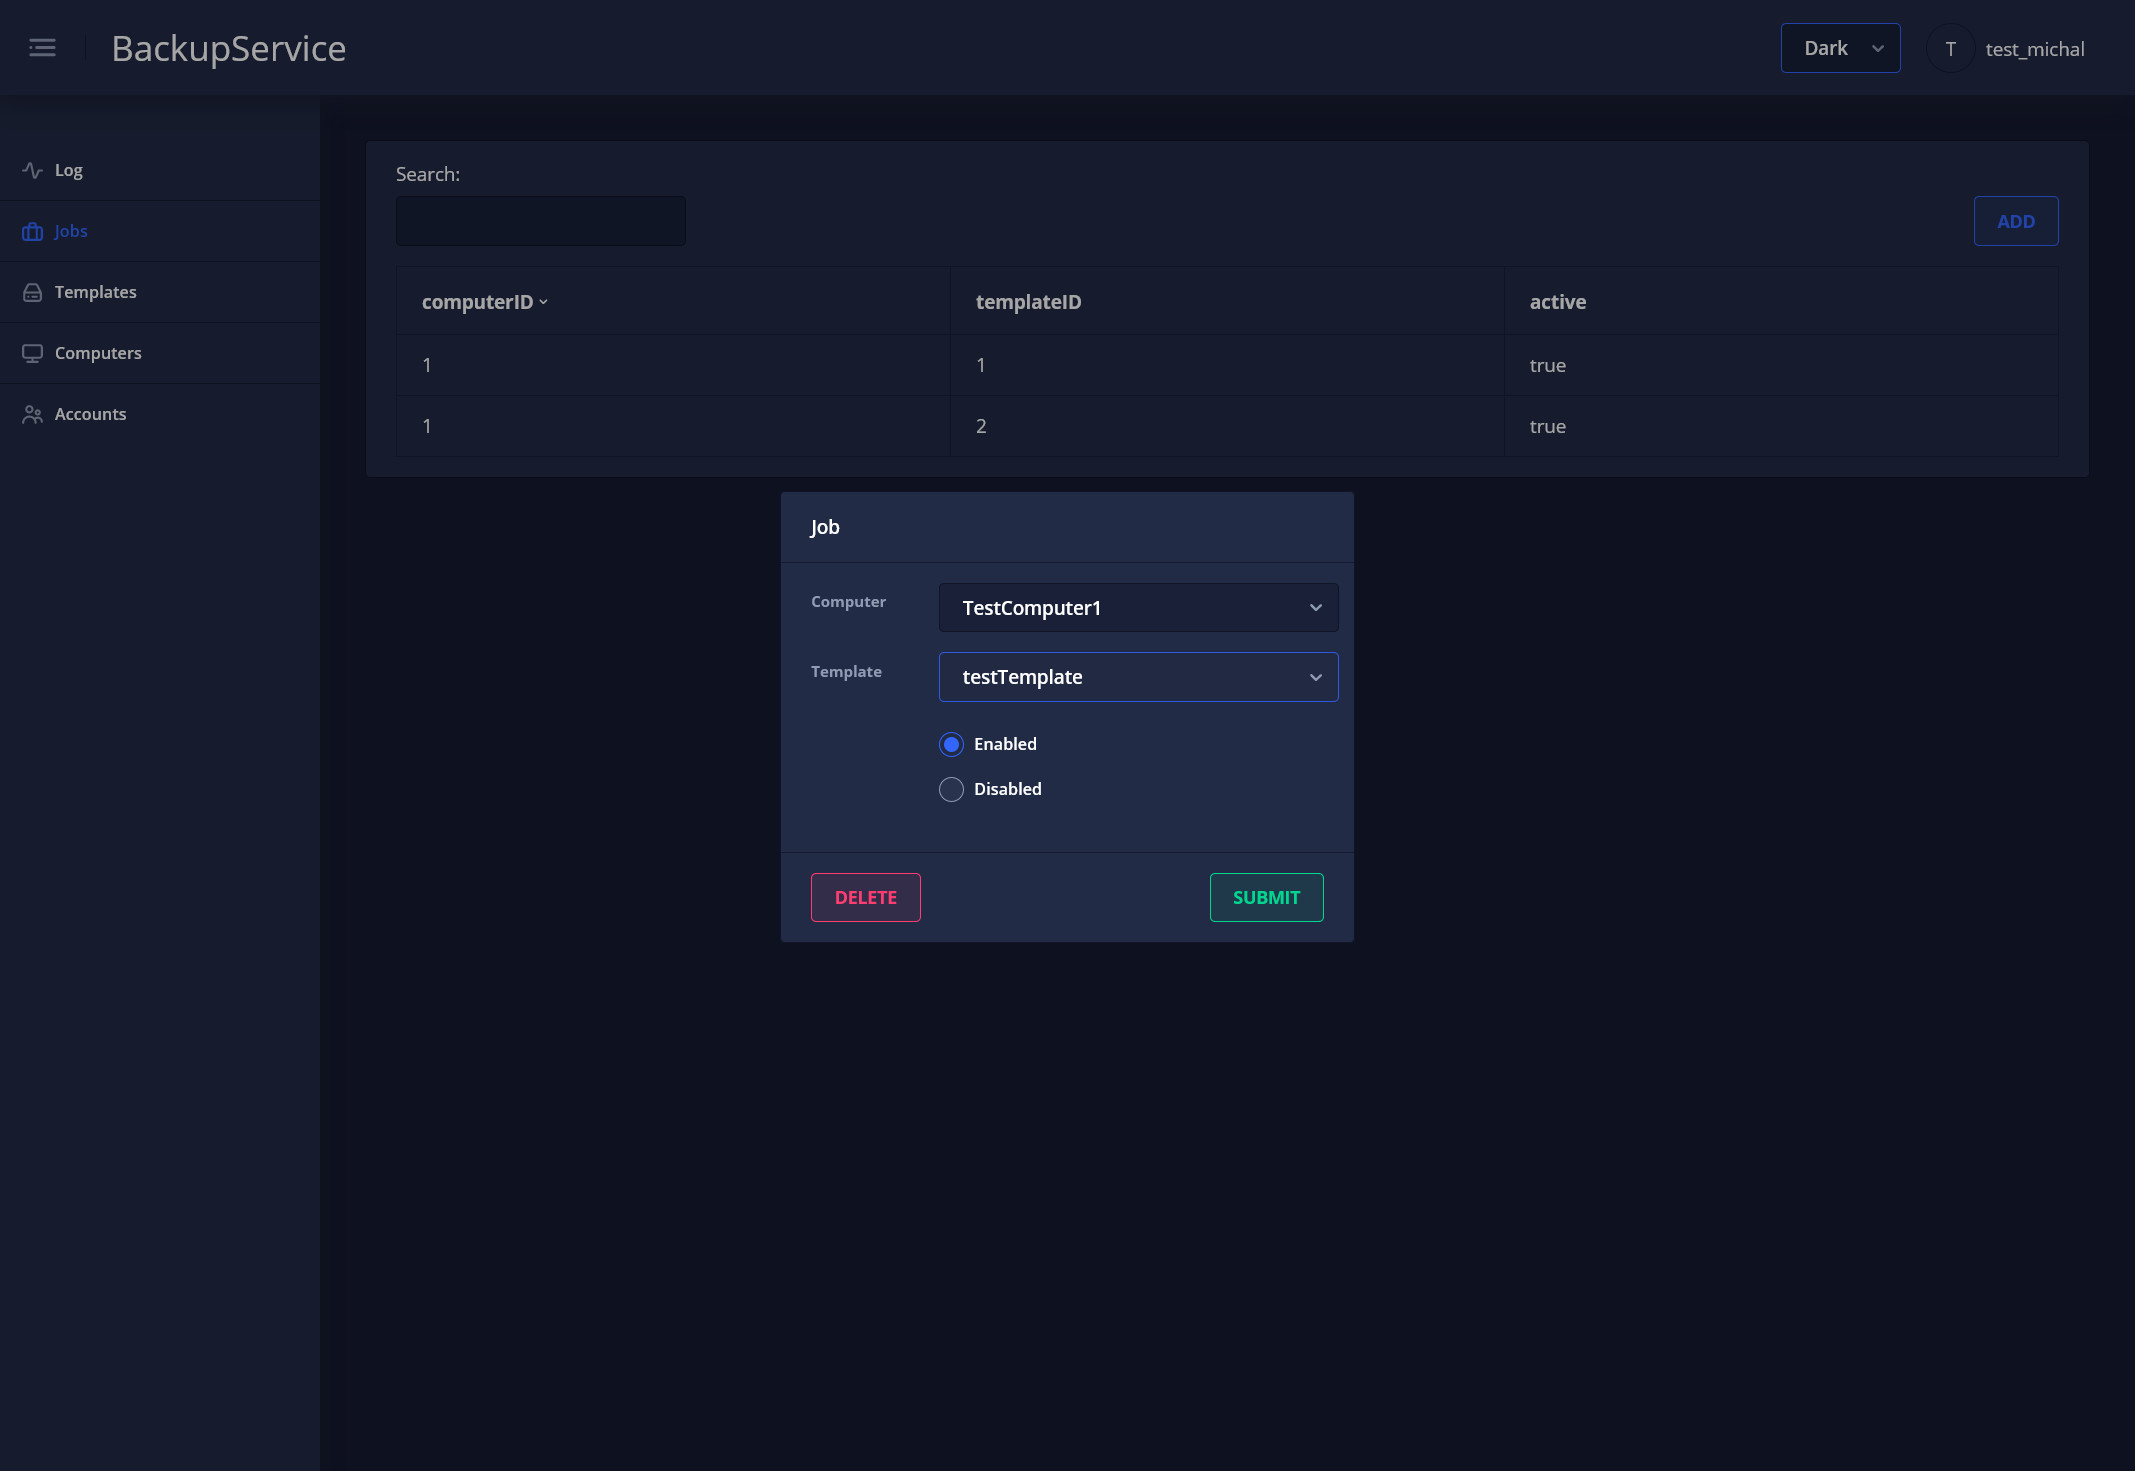 BackupService
Dark
T
test_michal
Log
Jobs
Templates
Computers
Accounts
Search:
ADD
computerID templateID active
1 1 true
1 2 true
Job
Computer TestComputer1
Template testTemplate
Enabled
Disabled
DELETE SUBMIT